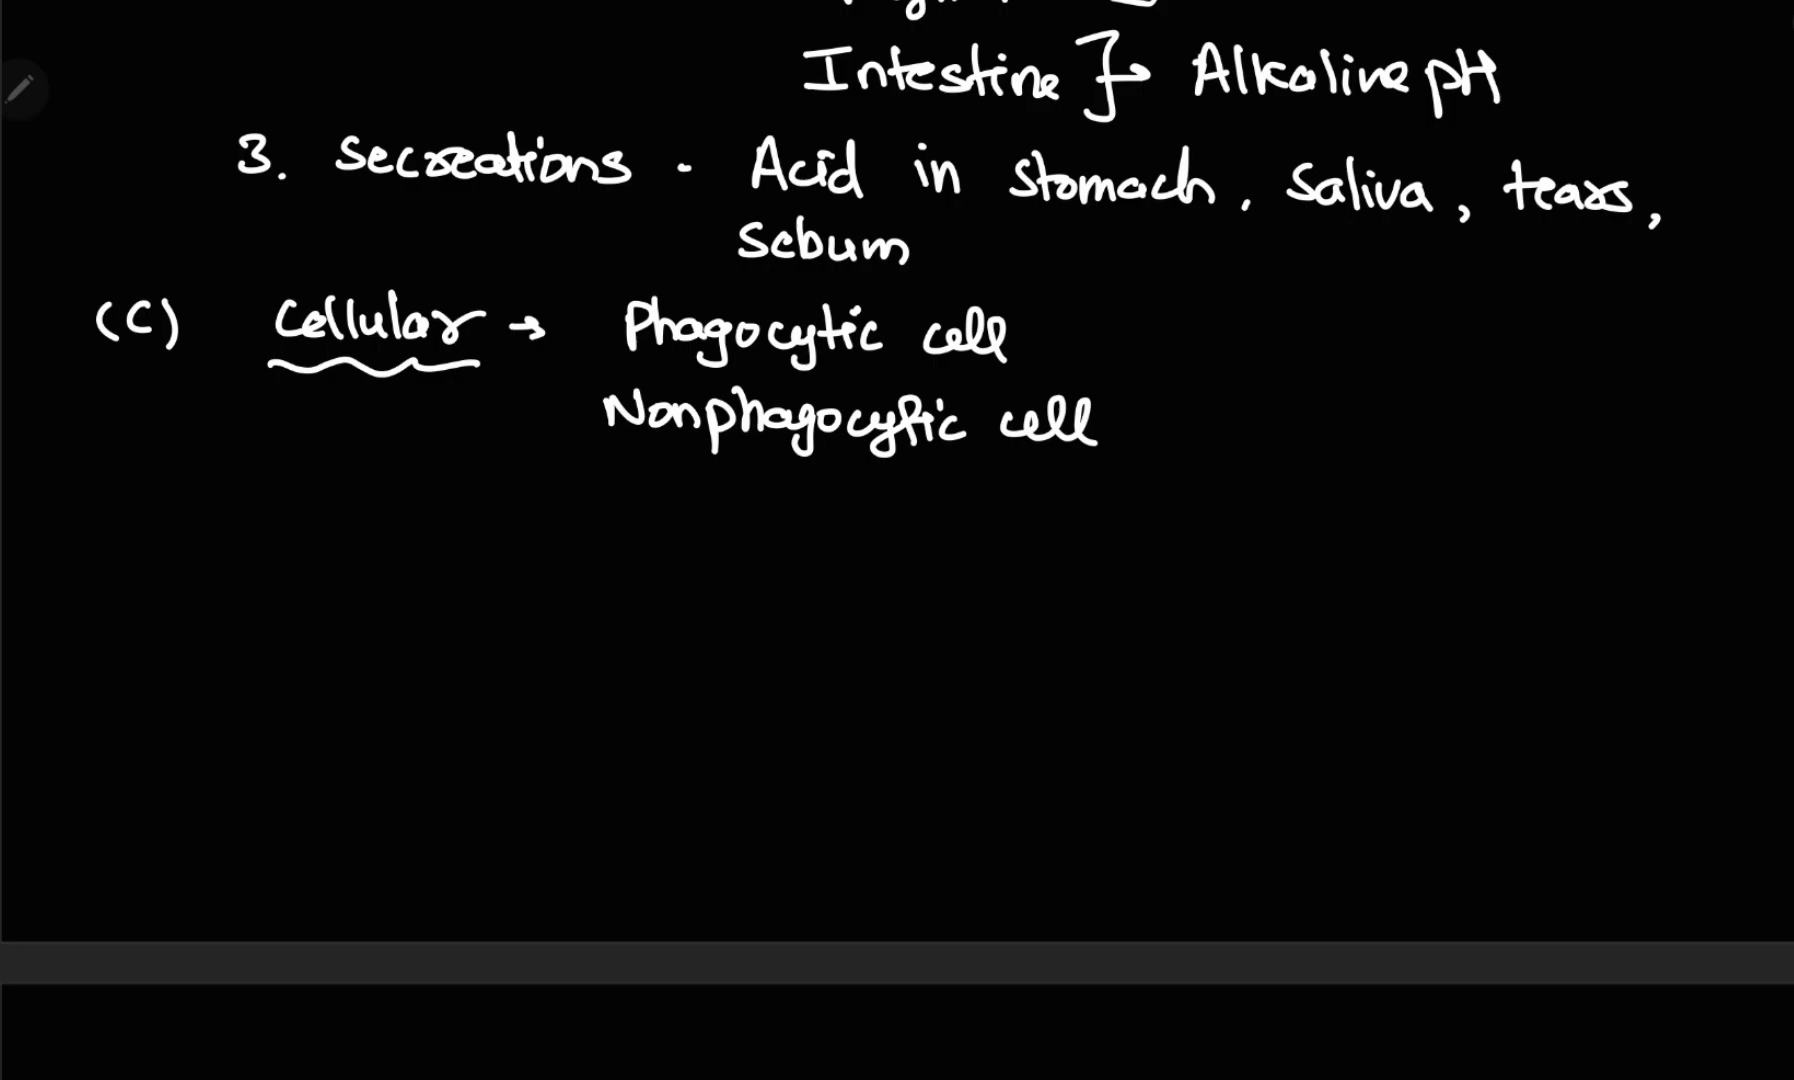 Intestine } → Alkaline pH
3. Secreations - Acid in stomach, Saliva, tears,
Sebum
(C) Cellular → Phagocytic cell
Nonphagocytic cell